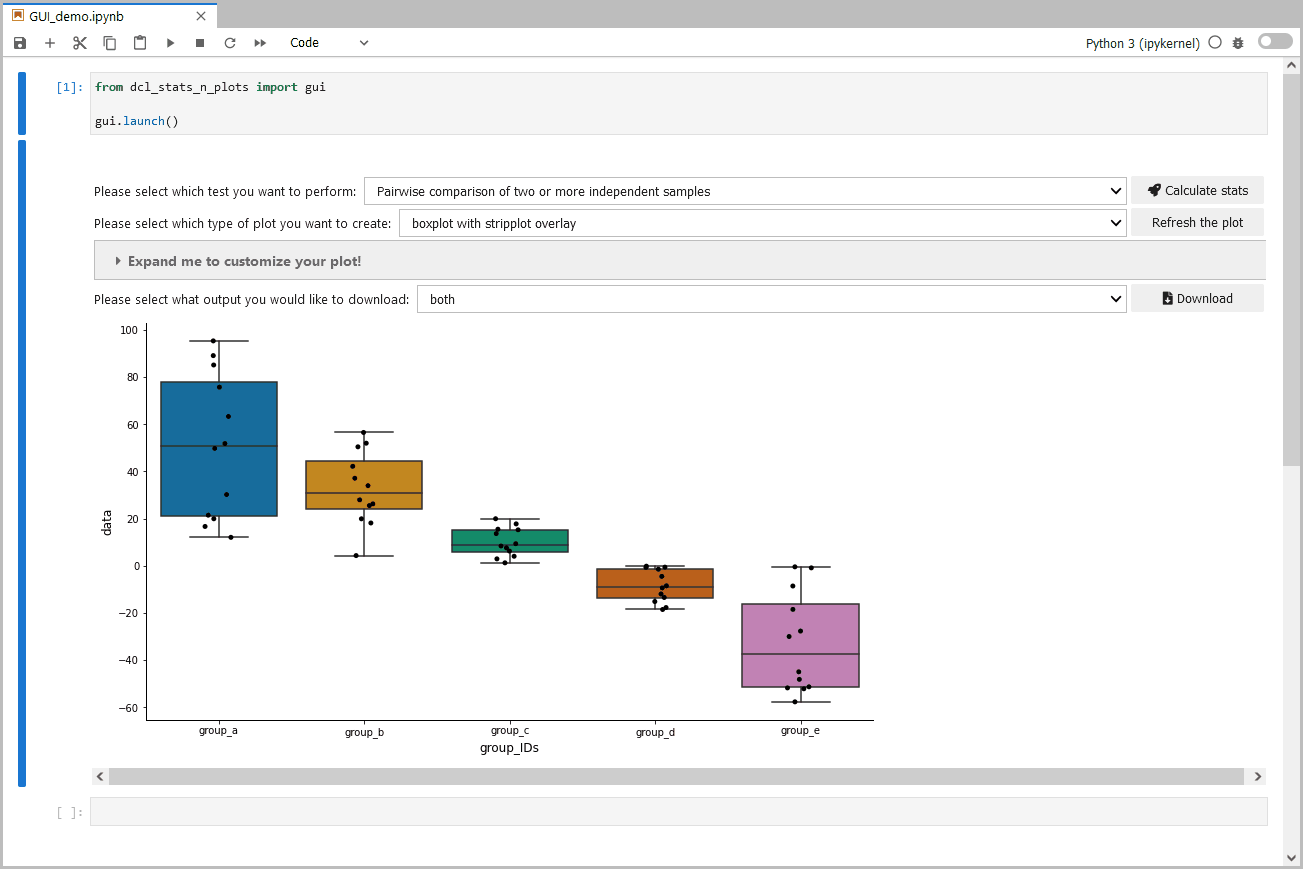 GUI_demo.ipynb
Code
Python 3 (ipykernel)
[1]: from dcl_stats_n_plots import gui
gui.launch()
Please select which test you want to perform: Pairwise comparison of two or more independent samples Calculate stats
Please select which type of plot you want to create: boxplot with stripplot overlay Refresh the plot
Expand me to customize your plot!
Please select what output you would like to download: both Download
100
80
60
40
20
0
−20
−40
−60
data
group_a group_b group_c group_d group_e
group_IDs
[ ]: